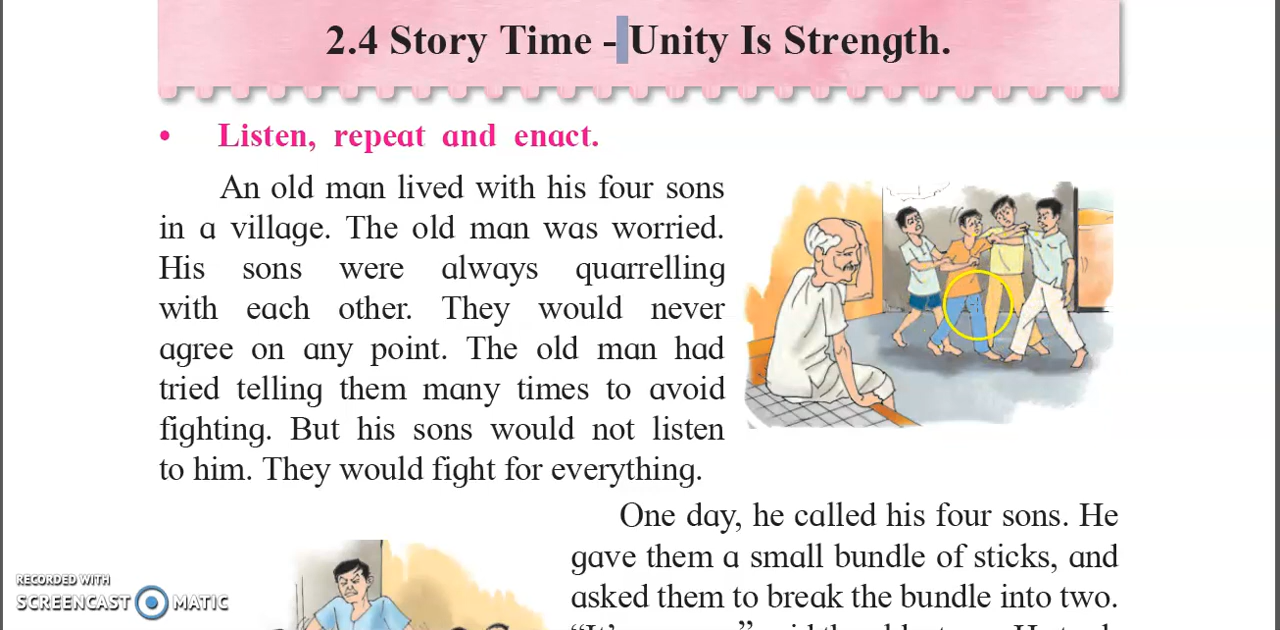 2.4 Story Time - Unity Is Strength.
• Listen, repeat and enact.
An old man lived with his four sons
in a village. The old man was worried.
His sons were always quarrelling
with each other. They would never
agree on any point. The old man had
tried telling them many times to avoid
fighting. But his sons would not listen
to him. They would fight for everything.
One day, he called his four sons. He
gave them a small bundle of sticks, and
asked them to break the bundle into two.
RECORDED WITH
SCREENCAST MATIC